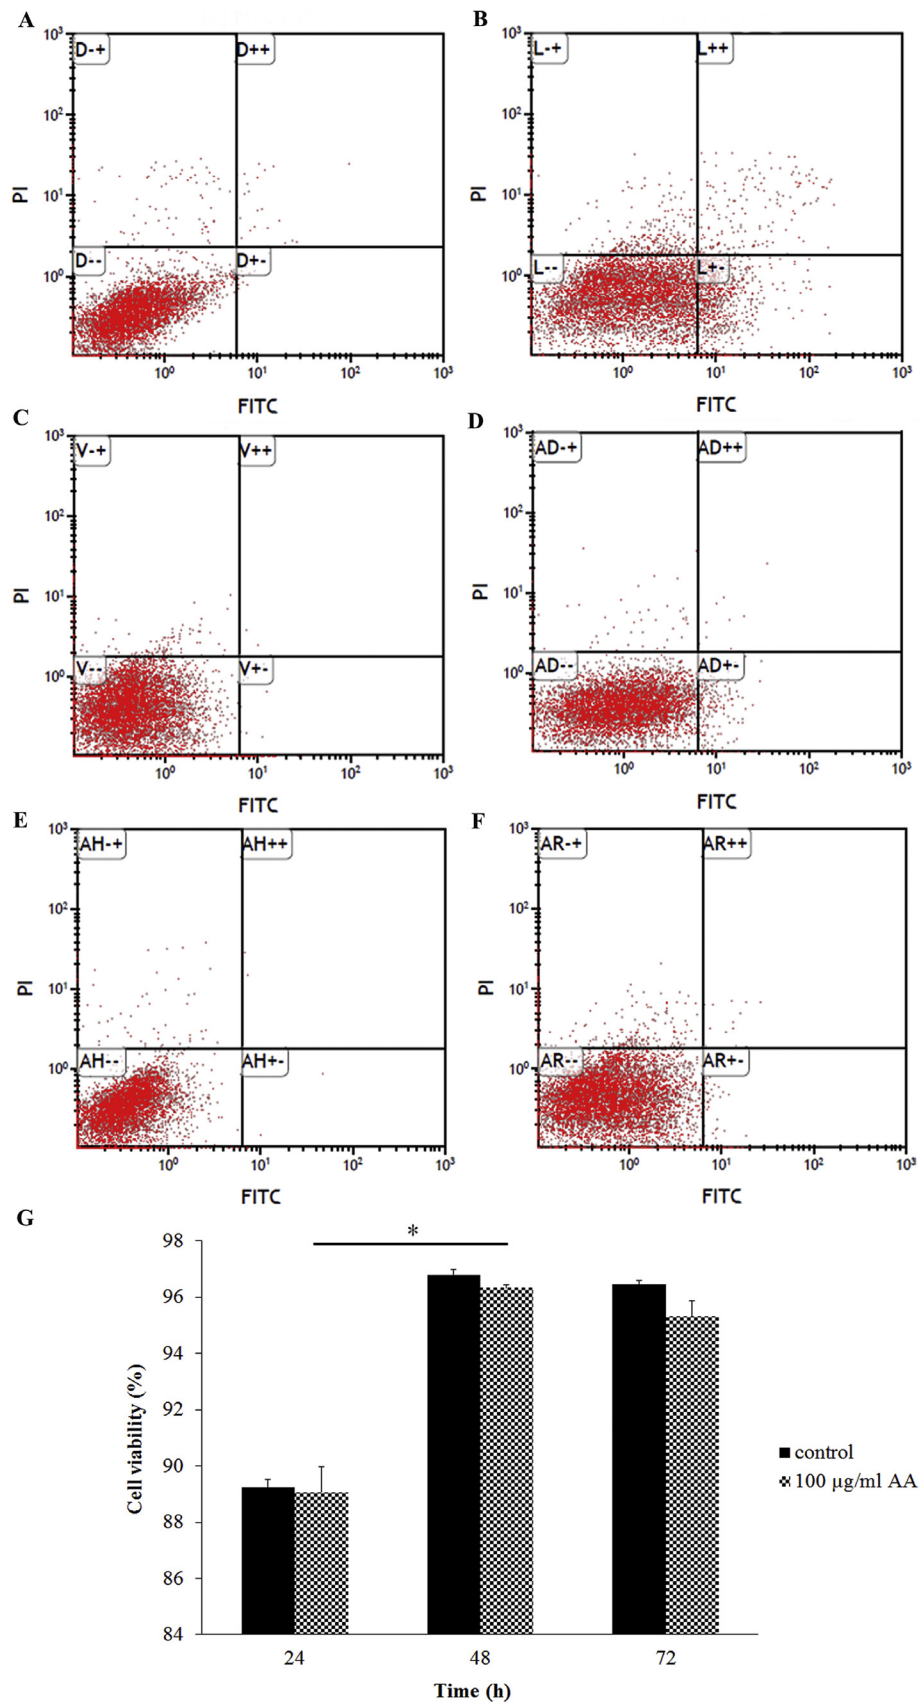 A
10³
D-+
D++
10²
PI
10¹
D--
D+-
10⁰
10⁰ 10¹ 10² 10³
FITC
B
10³
L-+
L++
10²
PI
10¹
L--
L+-
10⁰
10⁰ 10¹ 10² 10³
FITC
C
10³
V-+
V++
10²
PI
10¹
V--
V+-
10⁰
10⁰ 10¹ 10² 10³
FITC
D
10³
AD-+
AD++
10²
PI
10¹
AD--
AD+-
10⁰
10⁰ 10¹ 10² 10³
FITC
E
10³
AH-+
AH++
10²
PI
10¹
AH--
AH+-
10⁰
10⁰ 10¹ 10² 10³
FITC
F
10³
AR-+
AR++
10²
PI
10¹
AR--
AR+-
10⁰
10⁰ 10¹ 10² 10³
FITC
G
*
98
96
94
92
90
88
86
84
Cell viability (%)
control
100 µg/ml AA
24 48 72
Time (h)